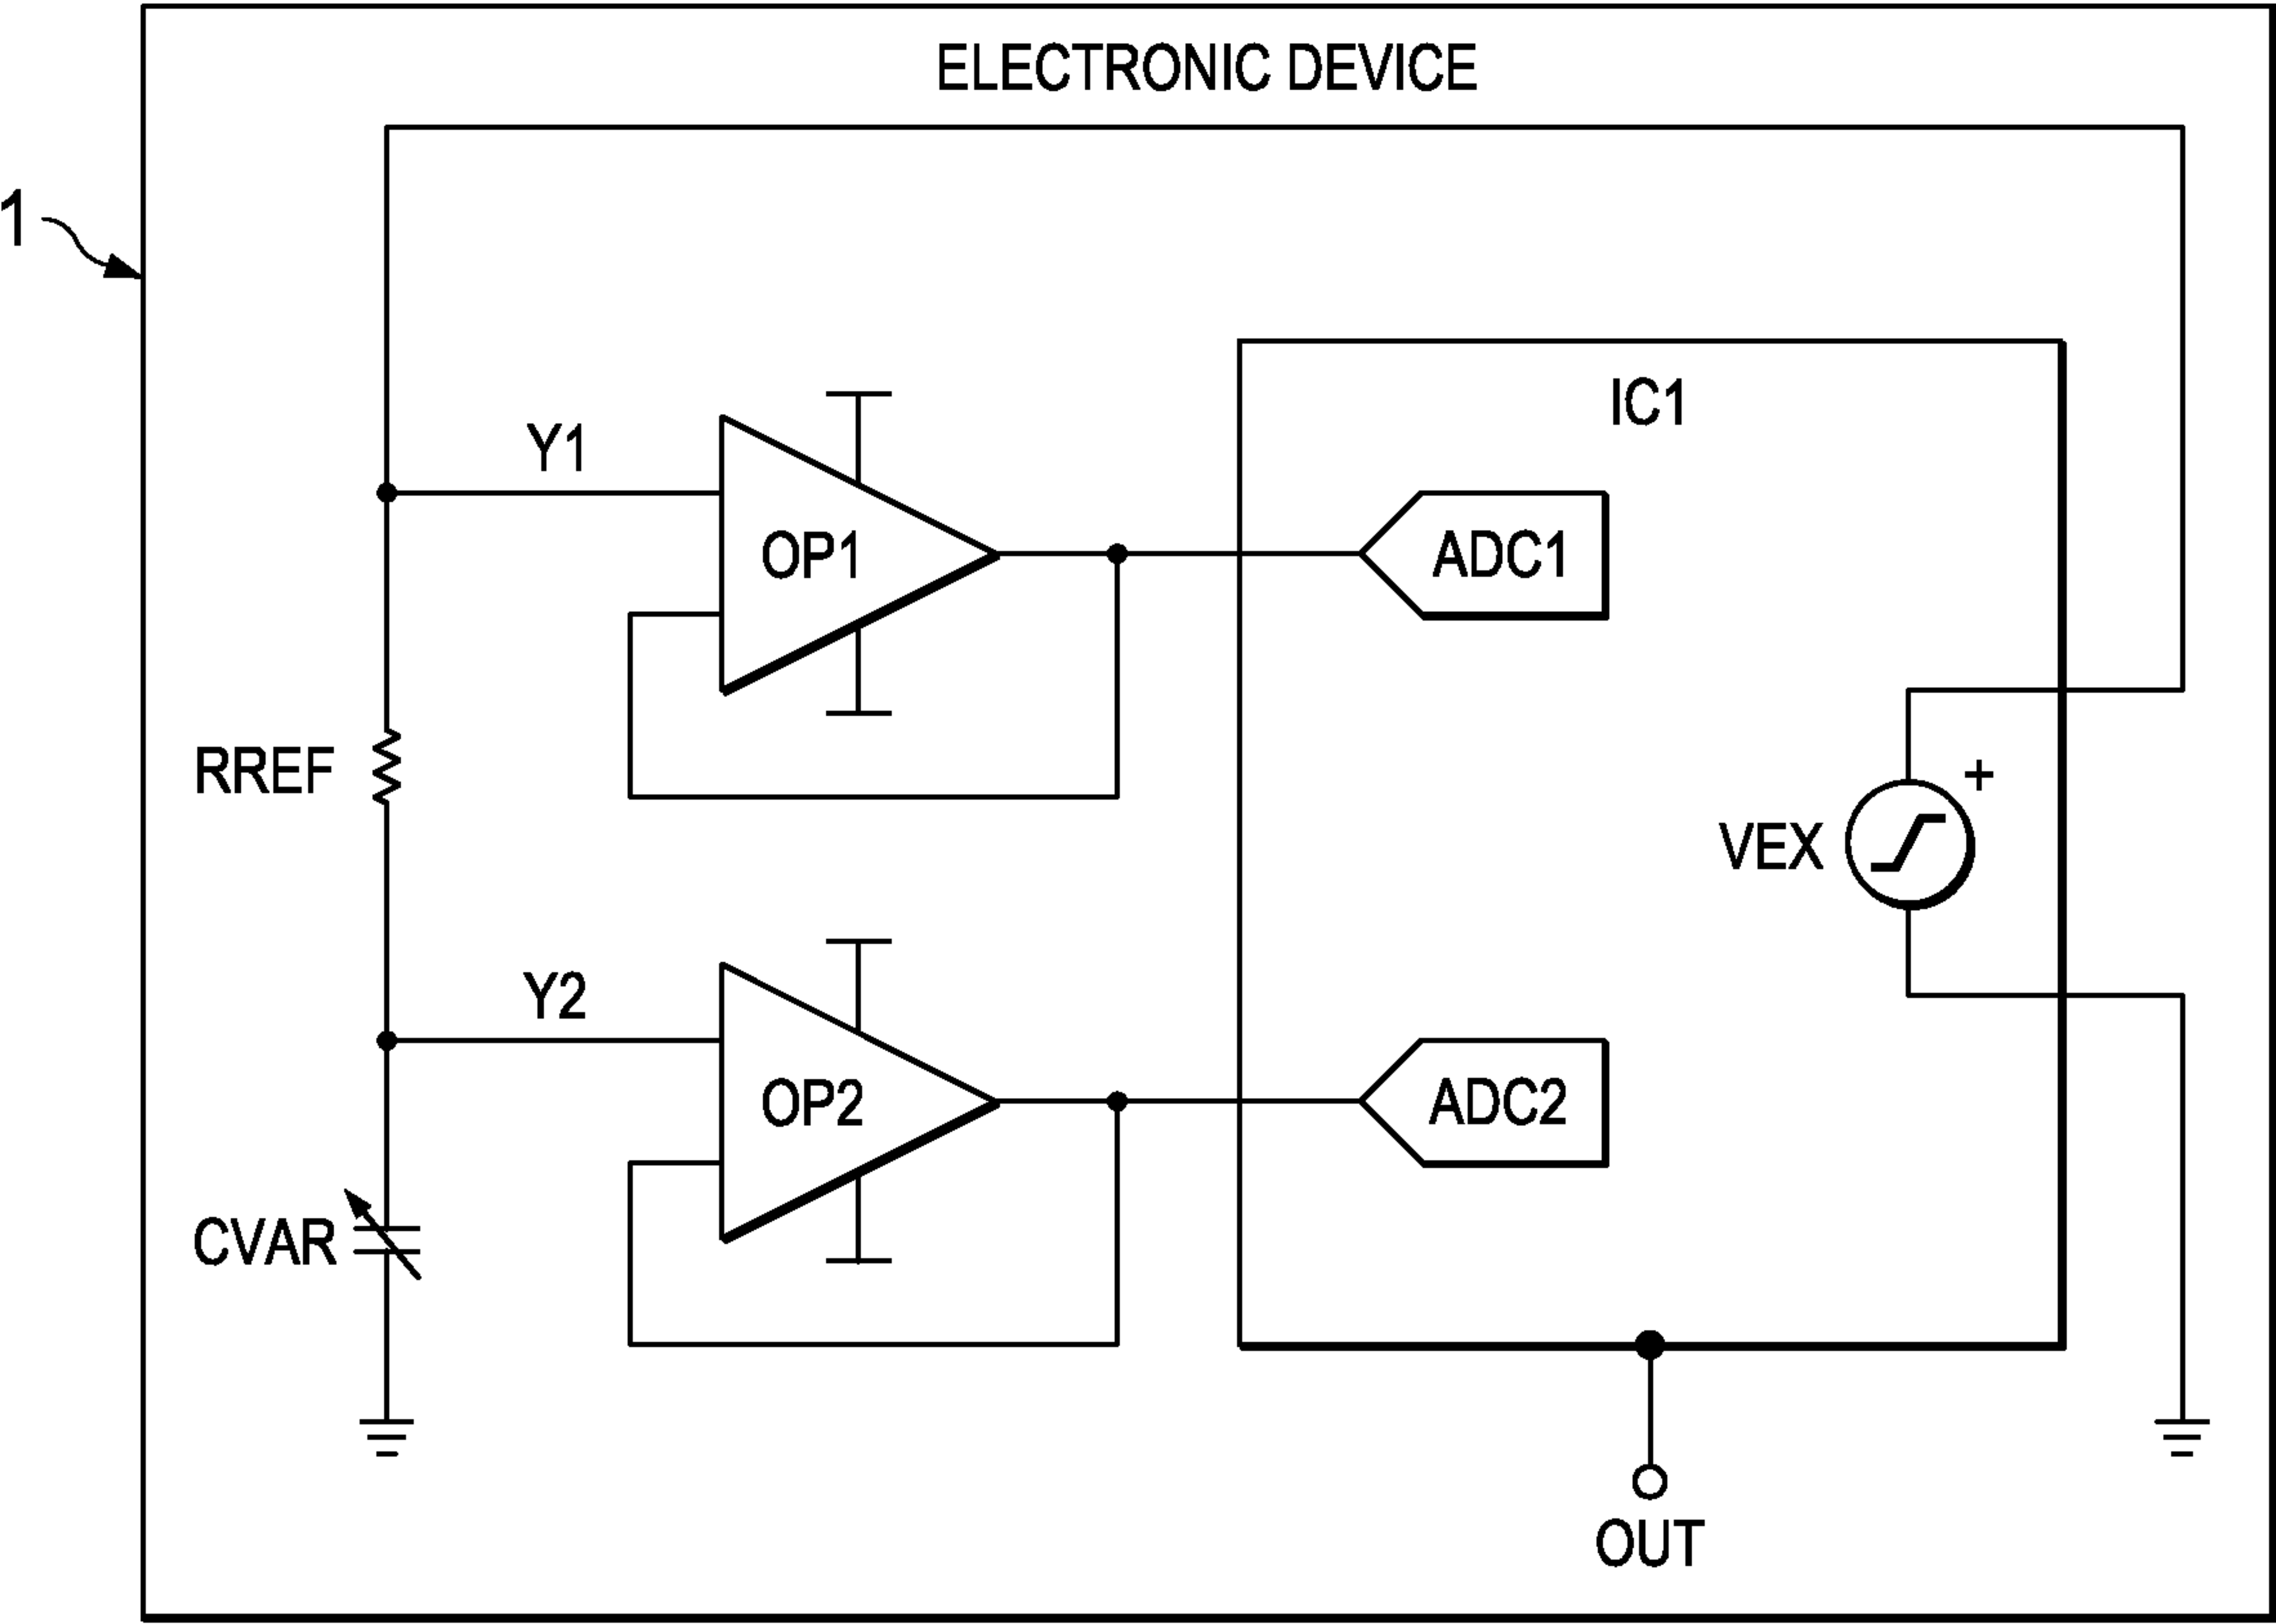 ELECTRONIC DEVICE
1
IC1
Y1
OP1
ADC1
RREF
+
VEX
Y2
OP2
ADC2
CVAR
OUT